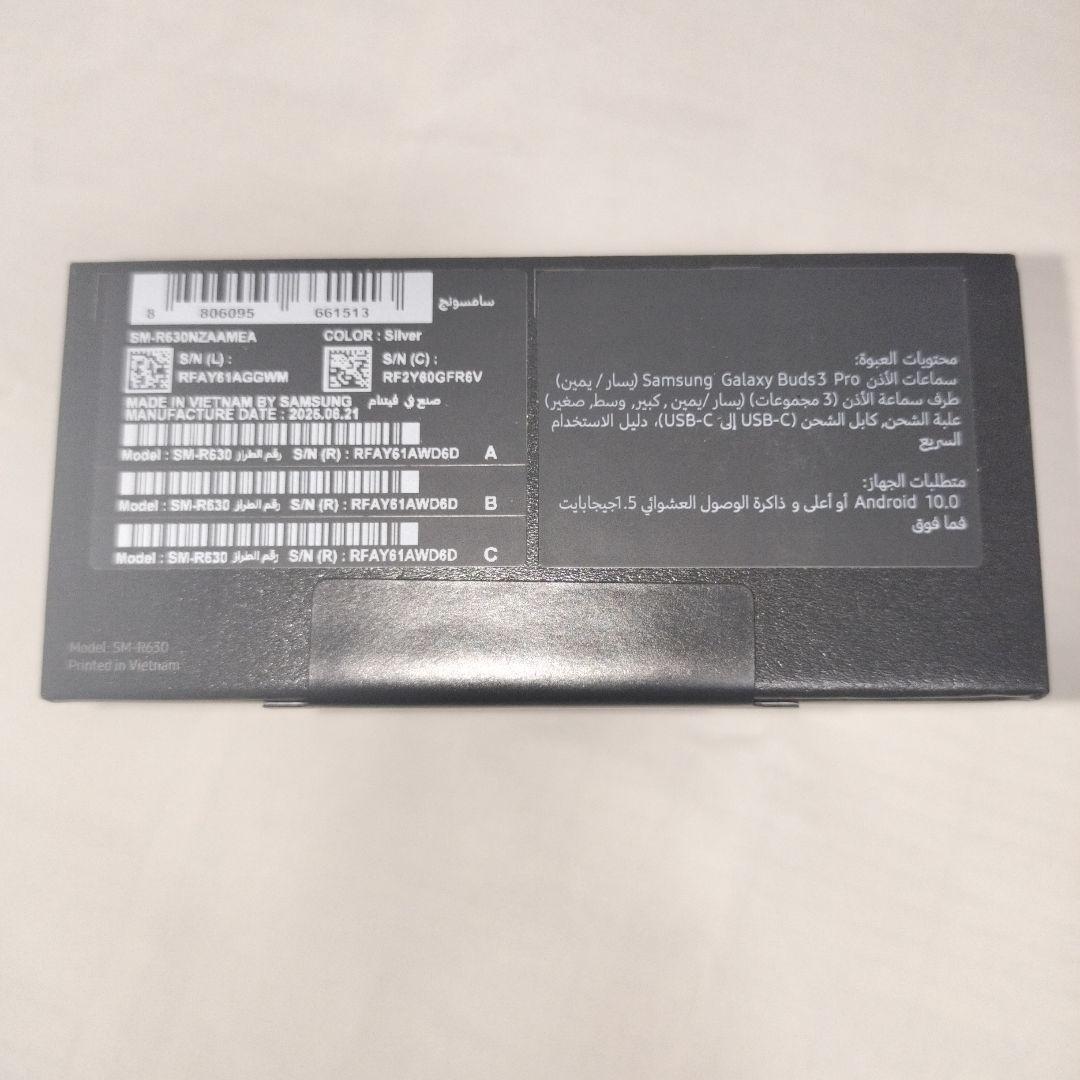 8 806095 661513
سامسونج
SM-R630NZAAMEA COLOR : Silver
S/N (L) :
RFAY61AGGWM
S/N (C) :
RF2Y60GFR6V
MADE IN VIETNAM BY SAMSUNG صنع في فيتنام
MANUFACTURE DATE : 2025.06.21
Model : SM-R630 رقم الطراز S/N (R) : RFAY61AWD6D A
Model : SM-R630 رقم الطراز S/N (R) : RFAY61AWD6D B
Model : SM-R630 رقم الطراز S/N (R) : RFAY61AWD6D C
محتويات العبوة:
سماعات الأذن Samsung Galaxy Buds3 Pro (يسار / يمين)
طرف سماعة الأذن (3 مجموعات) (يسار /يمين , كبير, وسط, صغير)
علبة الشحن, كابل الشحن (USB-C إلى USB-C)، دليل الاستخدام
السريع
متطلبات الجهاز:
Android 10.0 أو أعلى و ذاكرة الوصول العشوائي 1.5جيجابايت
فما فوق
Model: SM-R630
Printed in Vietnam